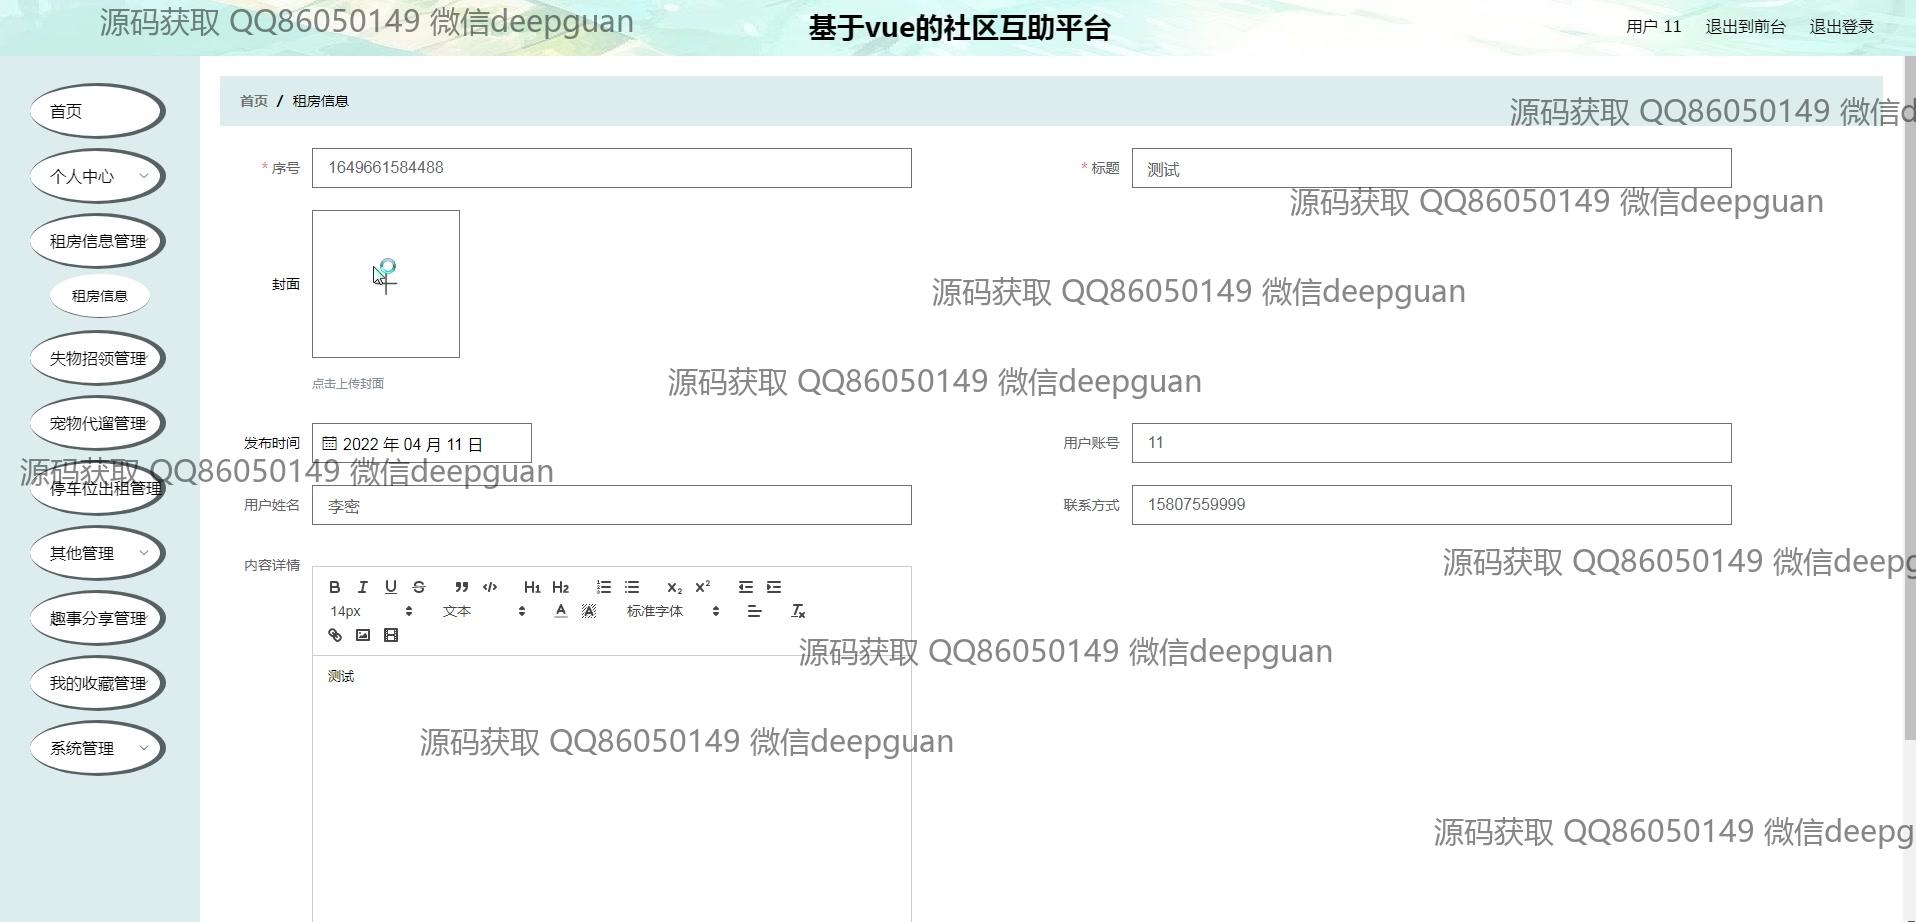 源码获取 QQ86050149 微信deepguan
基于vue的社区互助平台
用户 11 退出到前台 退出登录
首页
个人中心
租房信息管理
租房信息
失物招领管理
宠物代遛管理
停车位出租管理
其他管理
趣事分享管理
我的收藏管理
系统管理
首页 / 租房信息
源码获取 QQ86050149 微信d
* 序号 1649661584488
* 标题 测试
源码获取 QQ86050149 微信deepguan
封面
源码获取 QQ86050149 微信deepguan
点击上传封面
源码获取 QQ86050149 微信deepguan
发布时间 2022 年 04 月 11 日
用户账号 11
源码获取 QQ86050149 微信deepguan
用户姓名 李密
联系方式 15807559999
内容详情
源码获取 QQ86050149 微信deepg
B I U S H1 H2 X2 X2
14px 文本 A A 标准字体 Tx
源码获取 QQ86050149 微信deepguan
测试
源码获取 QQ86050149 微信deepguan
源码获取 QQ86050149 微信deepg